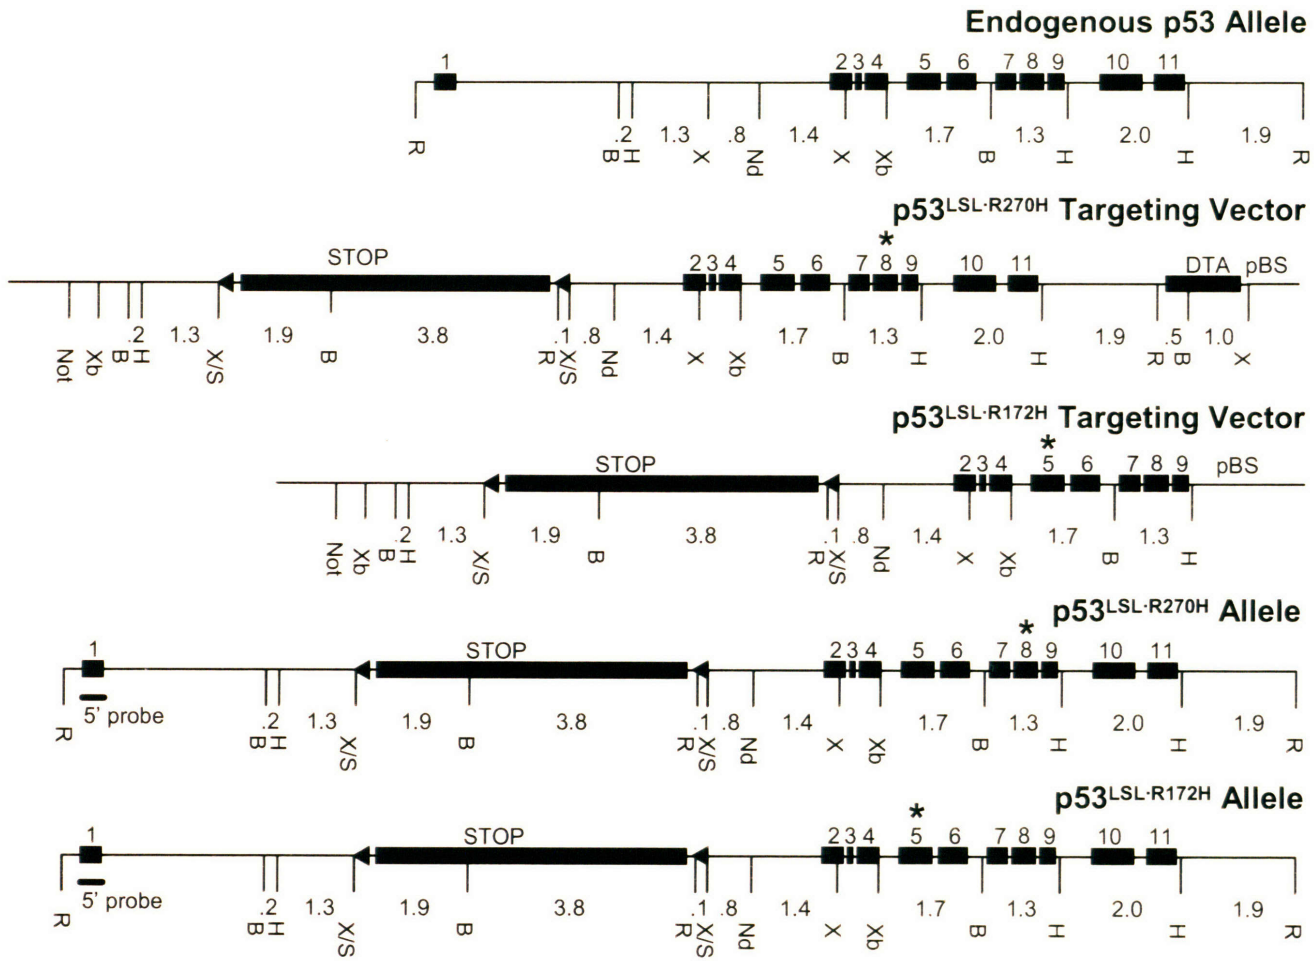 Endogenous p53 Allele
1 2 3 4 5 6 7 8 9 10 11
.2 1.3 .8 1.4 1.7 1.3 2.0 1.9
R B H X Nd X Xb B H H R
p53LSL·R270H Targeting Vector
*
STOP 2 3 4 5 6 7 8 9 10 11 DTA pBS
.2 1.3 1.9 3.8 .1 .8 1.4 1.7 1.3 2.0 1.9 .5 1.0
Not Xb B H X/S B R X/S Nd X Xb B H H R B X
p53LSL·R172H Targeting Vector
*
STOP 2 3 4 5 6 7 8 9 pBS
.2 1.3 1.9 3.8 .1 .8 1.4 1.7 1.3
Not Xb B H X/S B R X/S Nd X Xb B H
p53LSL·R270H Allele
*
1 STOP 2 3 4 5 6 7 8 9 10 11
5' probe .2 1.3 1.9 3.8 .1 .8 1.4 1.7 1.3 2.0 1.9
R B H X/S B R X/S Nd X Xb B H H R
p53LSL·R172H Allele
*
1 STOP 2 3 4 5 6 7 8 9 10 11
5' probe .2 1.3 1.9 3.8 .1 .8 1.4 1.7 1.3 2.0 1.9
R B H X/S B R X/S Nd X Xb B H H R